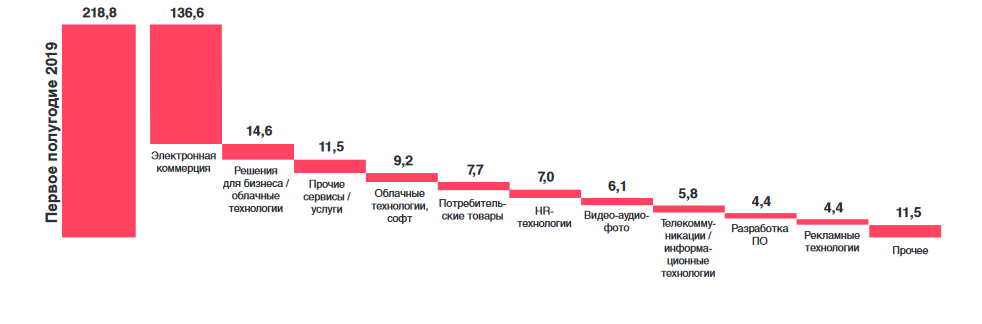 218,8
136,6
Первое полугодие 2019
14,6
11,5
9,2
7,7
7,0
6,1
5,8
4,4
4,4
11,5
Электронная
коммерция
Решения
для бизнеса /
облачные
технологии
Прочие
сервисы /
услуги
Облачные
технологии,
софт
Потребитель-
ские товары
HR-
технологии
Видео-аудио-
фото
Телекомму-
никации /
информа-
ционные
технологии
Разработка
ПО
Рекламные
технологии
Прочее